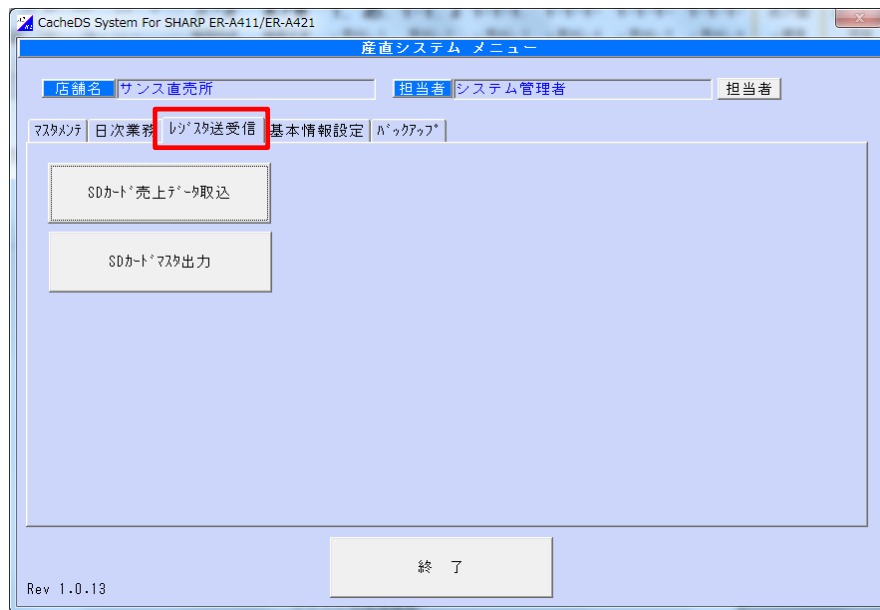 CacheDS System For SHARP ER-A411/ER-A421
産直システム メニュー
店舗名 サンス直売所 担当者 システム管理者 担当者
ﾏｽﾀﾒﾝﾃ 日次業務 ﾚｼﾞｽﾀ送受信 基本情報設定 ﾊﾞｯｸｱｯﾌﾟ
SDｶｰﾄﾞ売上ﾃﾞｰﾀ取込
SDｶｰﾄﾞﾏｽﾀ出力
終 了
Rev 1.0.13